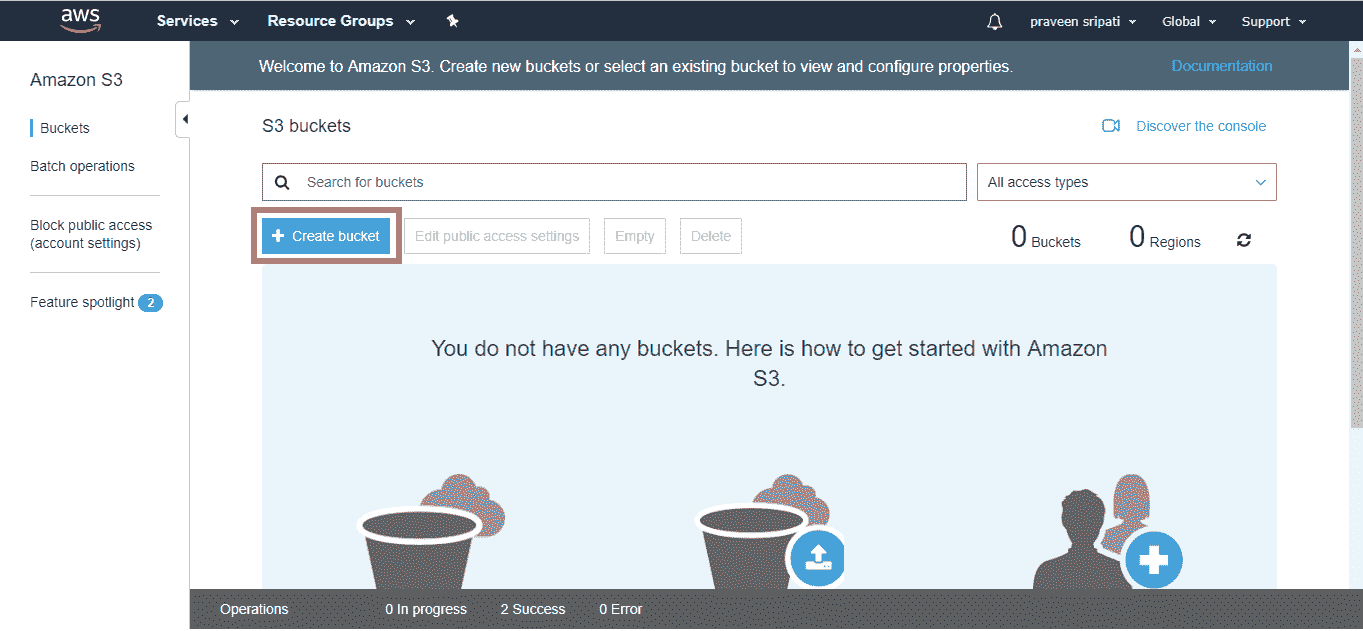 aws Services Resource Groups praveen sripati Global Support
Amazon S3
Welcome to Amazon S3. Create new buckets or select an existing bucket to view and configure properties. Documentation
Buckets
Batch operations
Block public access
(account settings)
Feature spotlight 2
S3 buckets Discover the console
Search for buckets All access types
Create bucket Edit public access settings Empty Delete 0 Buckets 0 Regions
You do not have any buckets. Here is how to get started with Amazon
S3.
Operations 0 In progress 2 Success 0 Error